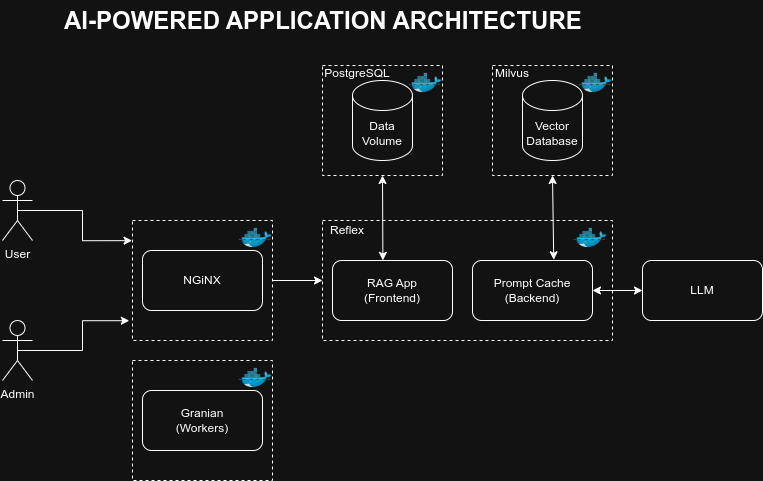 AI-POWERED APPLICATION ARCHITECTURE
PostgreSQL
Data
Volume
Milvus
Vector
Database
User
NGiNX
Reflex
RAG App
(Frontend)
Prompt Cache
(Backend)
LLM
Admin
Granian
(Workers)